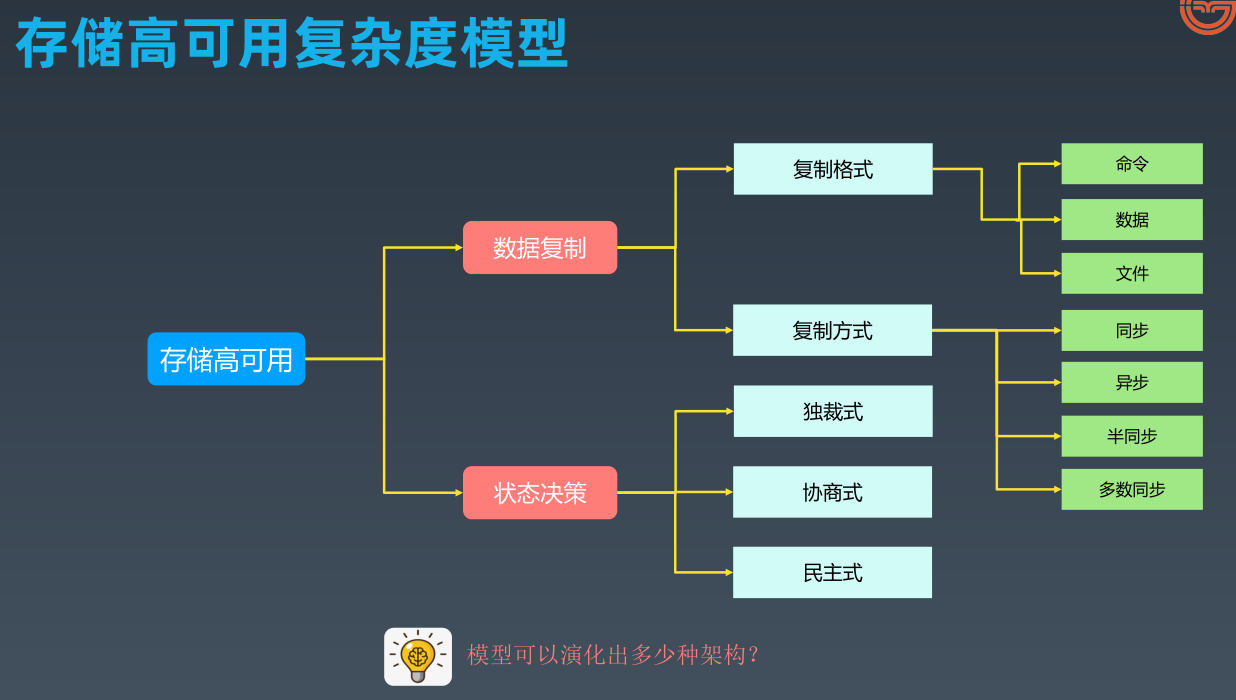 存储高可用复杂度模型
存储高可用
数据复制
复制格式
命令
数据
文件
复制方式
同步
异步
半同步
多数同步
状态决策
独裁式
协商式
民主式
模型可以演化出多少种架构？